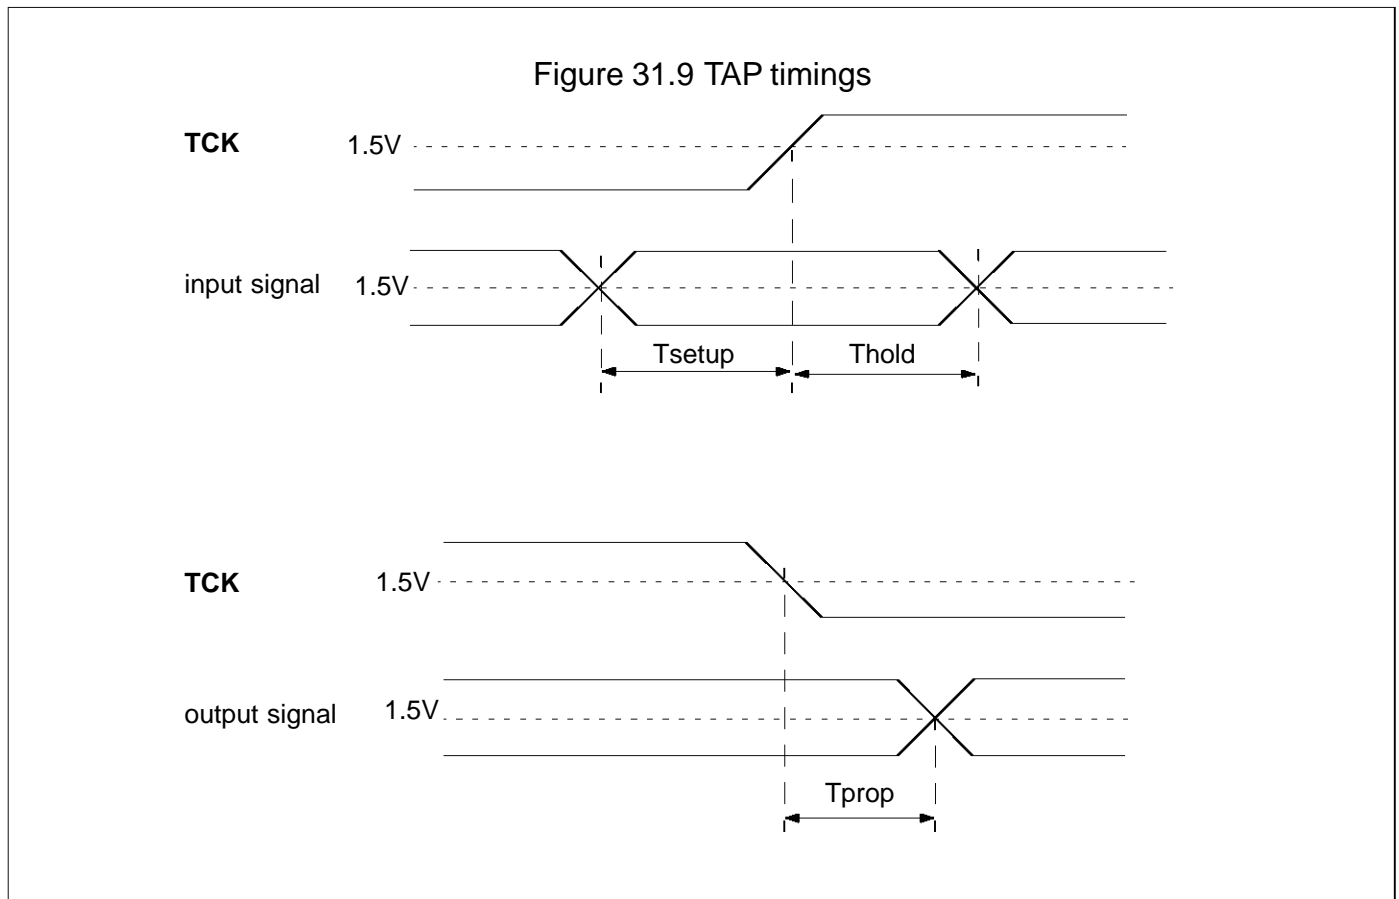 Figure 31.9 TAP timings
TCK
1.5V
input signal
1.5V
Tsetup
Thold
TCK
1.5V
output signal
1.5V
Tprop